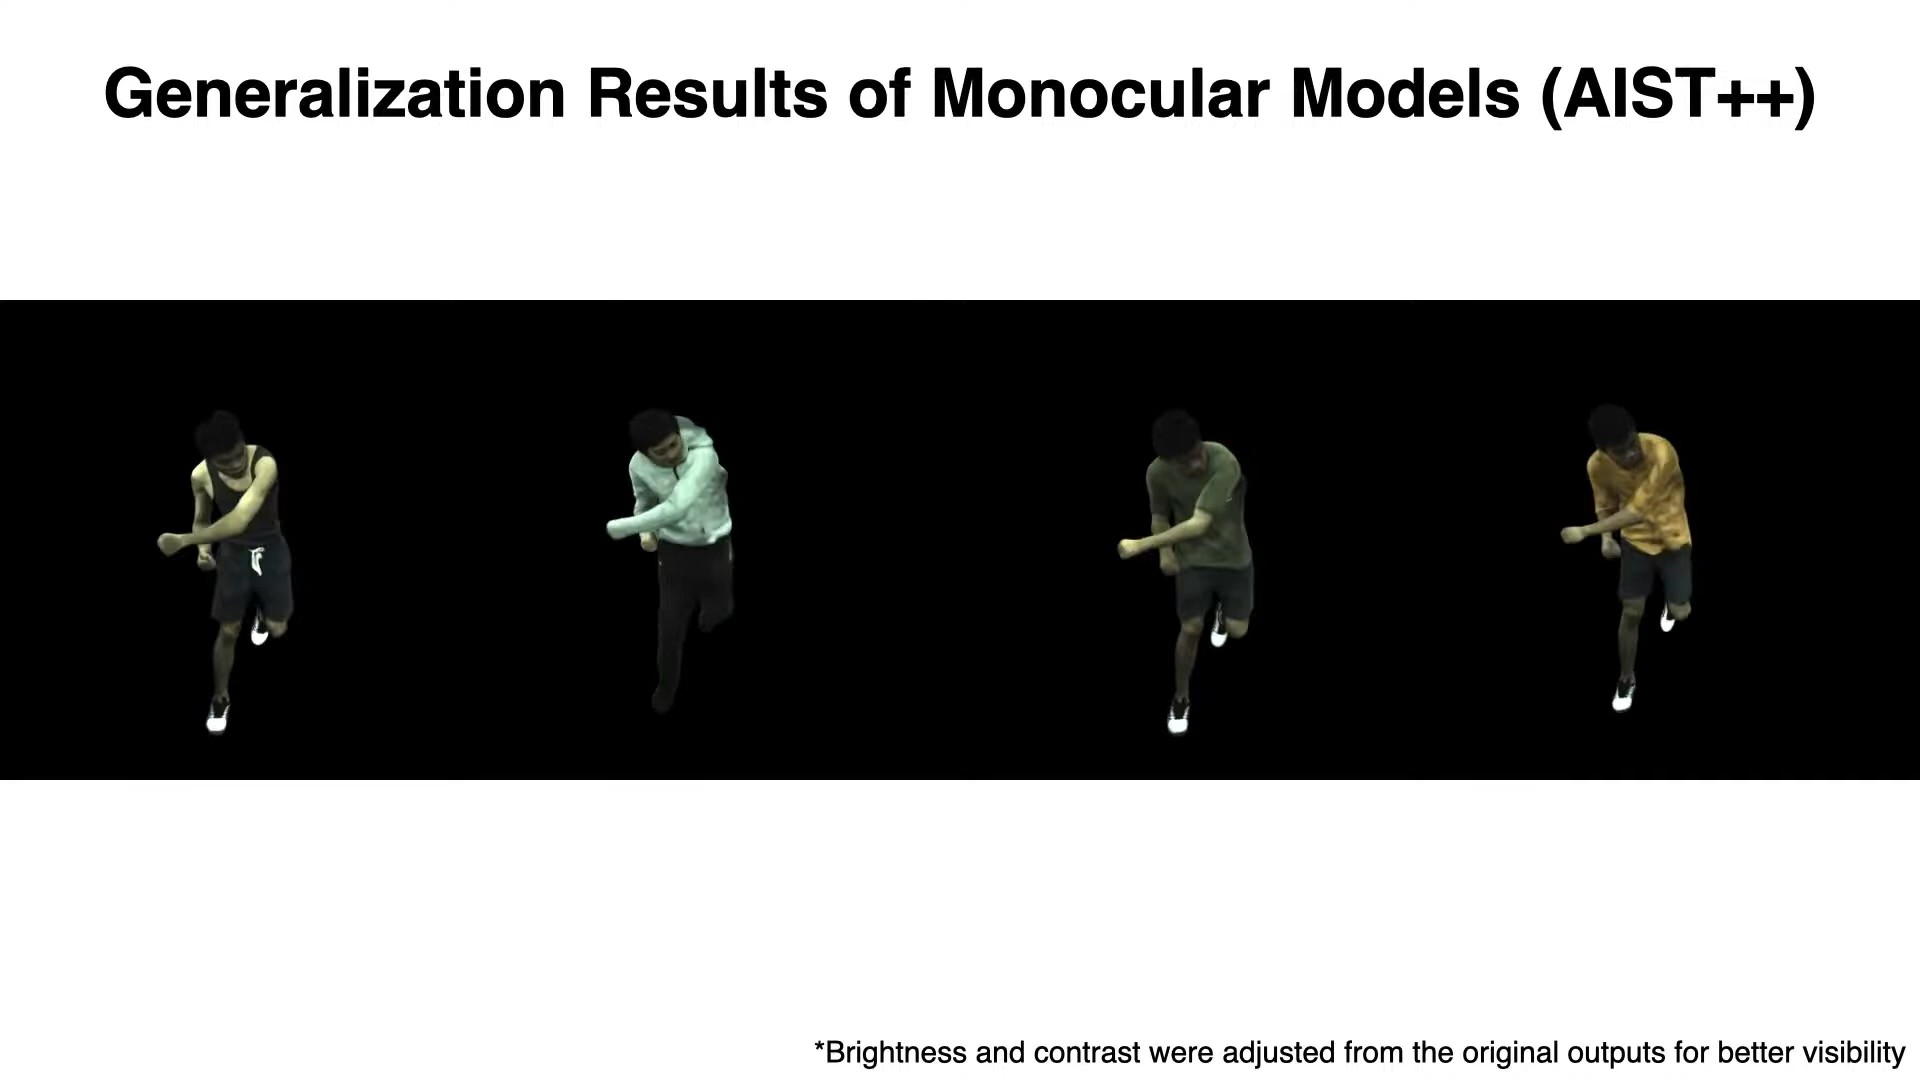 Generalization Results of Monocular Models (AIST++)
*Brightness and contrast were adjusted from the original outputs for better visibility